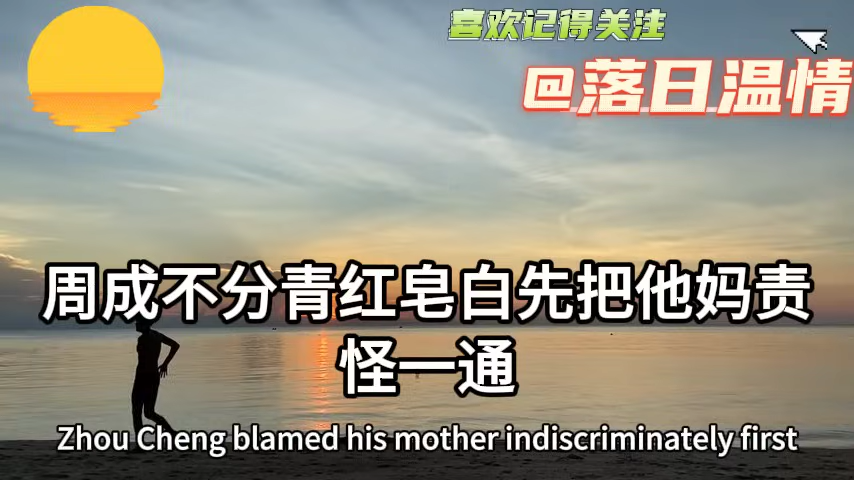 喜欢记得关注
@落日温情
周成不分青红皂白先把他妈责
怪一通
Zhou Cheng blamed his mother indiscriminately first